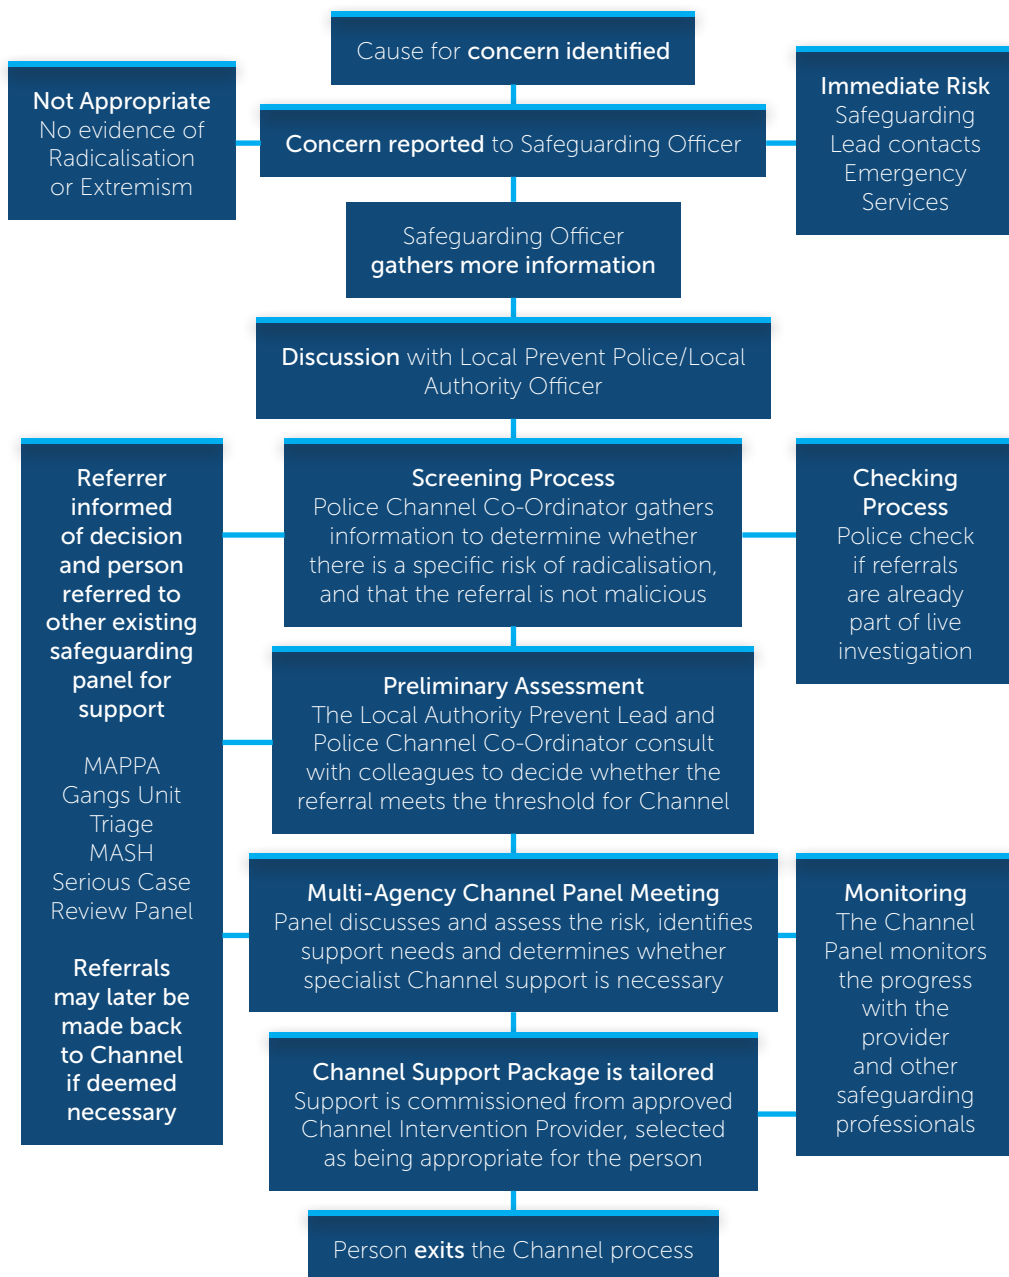 Cause for concern identified
Not Appropriate
No evidence of
Radicalisation
or Extremism
Concern reported to Safeguarding Officer
Immediate Risk
Safeguarding
Lead contacts
Emergency
Services
Safeguarding Officer
gathers more information
Discussion with Local Prevent Police/Local
Authority Officer
Referrer
informed
of decision
and person
referred to
other existing
safeguarding
panel for
support
MAPPA
Gangs Unit
Triage
MASH
Serious Case
Review Panel
Referrals
may later be
made back
to Channel
if deemed
necessary
Screening Process
Police Channel Co-Ordinator gathers
information to determine whether
there is a specific risk of radicalisation,
and that the referral is not malicious
Checking
Process
Police check
if referrals
are already
part of live
investigation
Preliminary Assessment
The Local Authority Prevent Lead and
Police Channel Co-Ordinator consult
with colleagues to decide whether the
referral meets the threshold for Channel
Multi-Agency Channel Panel Meeting
Panel discusses and assess the risk, identifies
support needs and determines whether
specialist Channel support is necessary
Monitoring
The Channel
Panel monitors
the progress
with the
provider
and other
safeguarding
professionals
Channel Support Package is tailored
Support is commissioned from approved
Channel Intervention Provider, selected
as being appropriate for the person
Person exits the Channel process